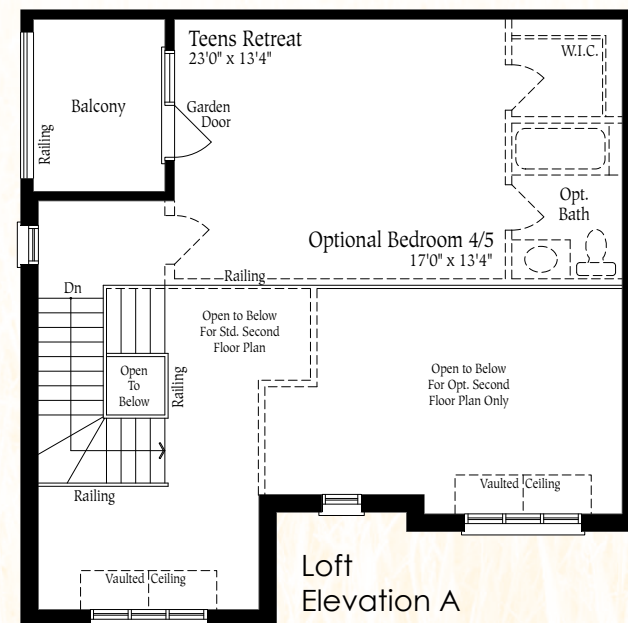 Teens Retreat
23'0" x 13'4"
W.I.C.
Balcony
Garden
Door
Railing
Opt.
Bath
Optional Bedroom 4/5
17'0" x 13'4"
Railing
Dn
Open to Below
For Std. Second
Floor Plan
Open
To
Below
Railing
Open to Below
For Opt. Second
Floor Plan Only
Railing
Vaulted Ceiling
Vaulted Ceiling
Loft
Elevation A